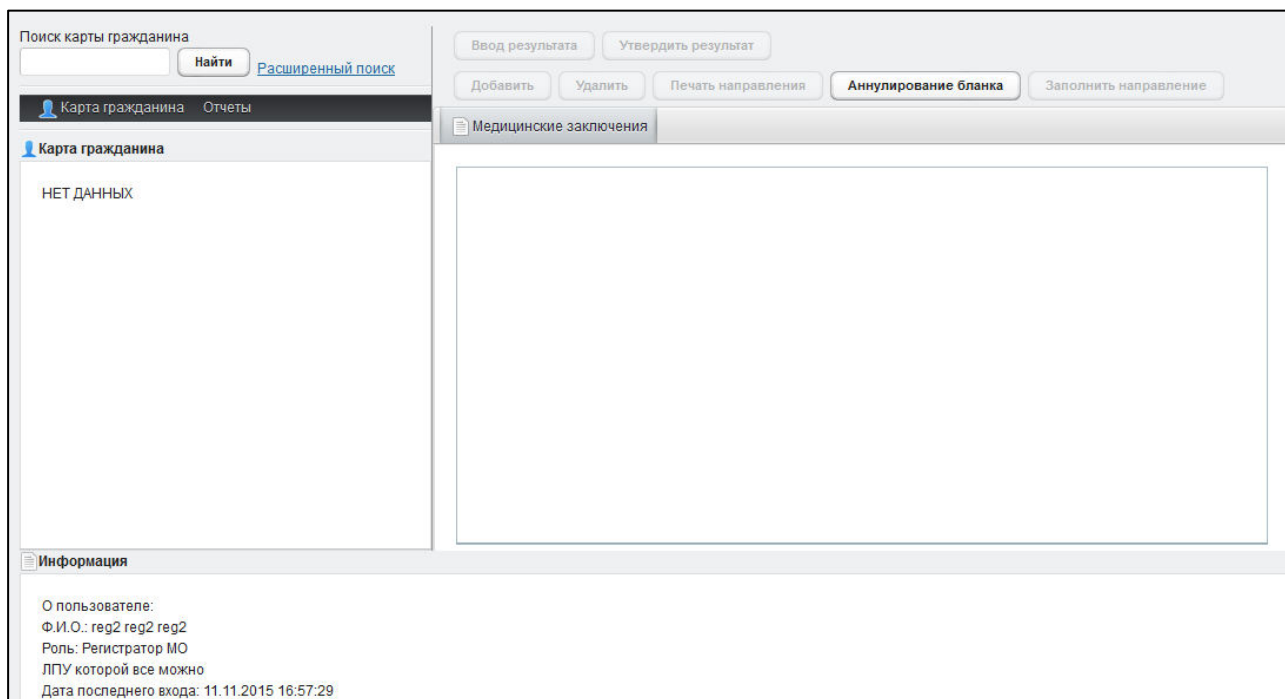 Поиск карты гражданина
Найти Расширенный поиск
Карта гражданина Отчеты
Карта гражданина
НЕТ ДАННЫХ
Ввод результата Утвердить результат
Добавить Удалить Печать направления Аннулирование бланка Заполнить направление
Медицинские заключения
Информация
О пользователе:
Ф.И.О.: reg2 reg2 reg2
Роль: Регистратор МО
ЛПУ которой все можно
Дата последнего входа: 11.11.2015 16:57:29